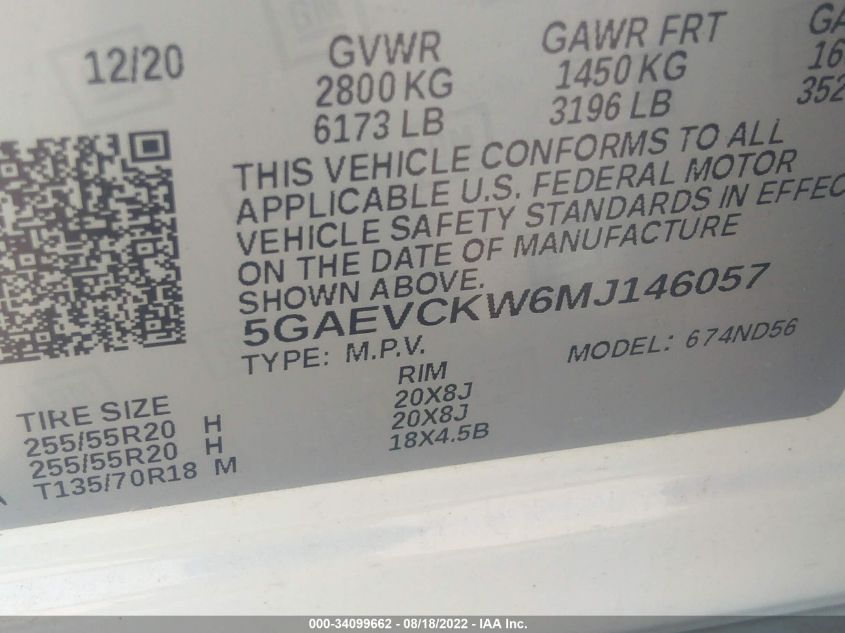 12/20 GVWR GAWR FRT GA
2800 KG 1450 KG 16
6173 LB 3196 LB 352
THIS VEHICLE CONFORMS TO ALL
APPLICABLE U.S. FEDERAL MOTOR
VEHICLE SAFETY STANDARDS IN EFFEC
ON THE DATE OF MANUFACTURE
SHOWN ABOVE.
5GAEVCKW6MJ146057
TYPE: M.P.V. MODEL: 674ND56
TIRE SIZE RIM
255/55R20 H 20X8J
255/55R20 H 20X8J
T135/70R18 M 18X4.5B
000-34099662 - 08/18/2022 - IAA Inc.